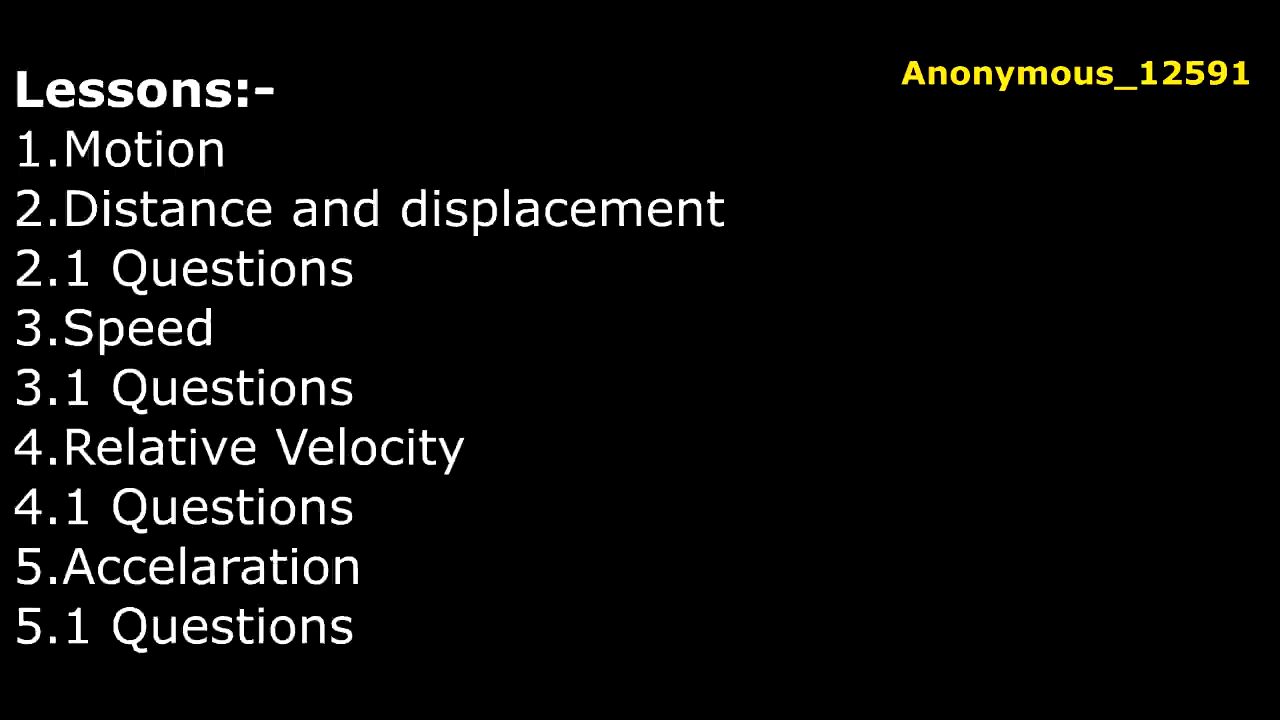 Anonymous_12591
Lessons:-
1.Motion
2.Distance and displacement
2.1 Questions
3.Speed
3.1 Questions
4.Relative Velocity
4.1 Questions
5.Accelaration
5.1 Questions